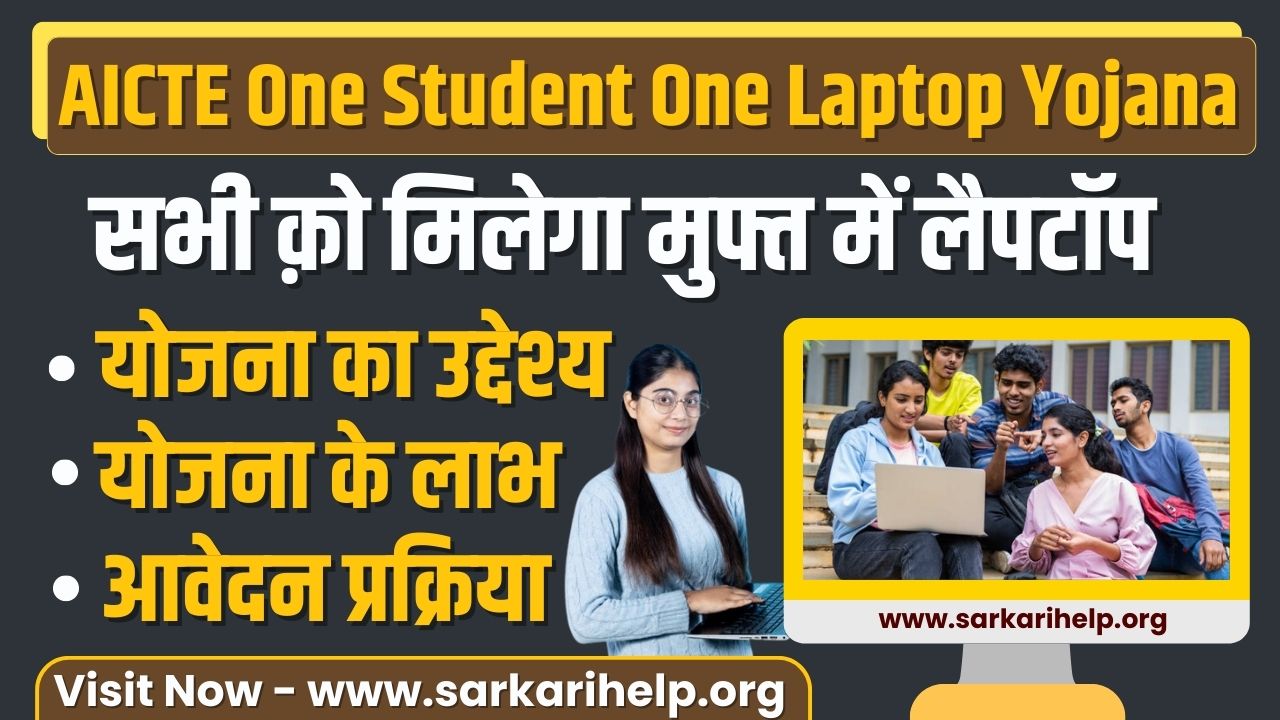 AICTE One Student One Laptop Yojana
सभी क़ो मिलेगा मुफ्त में लैपटॉप
• योजना का उद्देश्य
• योजना के लाभ
• आवेदन प्रक्रिया
www.sarkarihelp.org
Visit Now - www.sarkarihelp.org